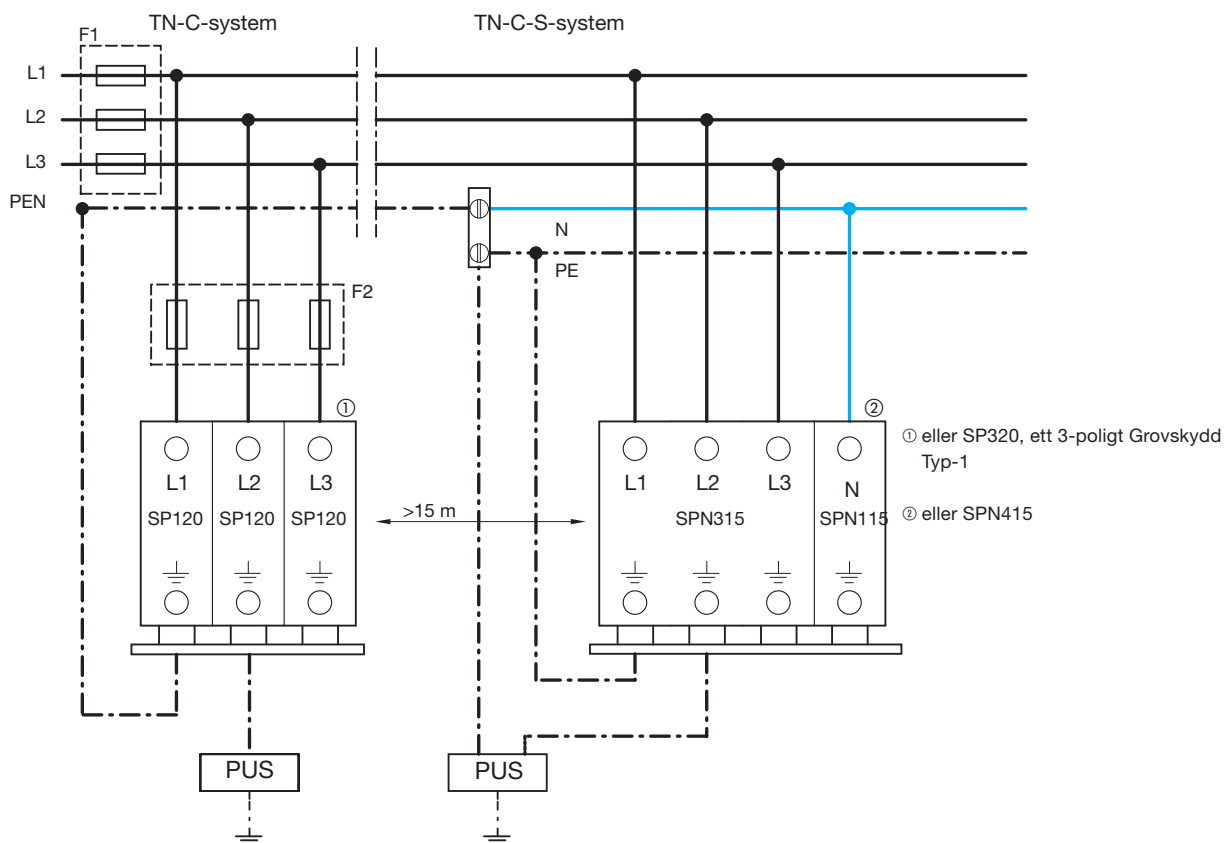 TN-C-system
TN-C-S-system
F1
L1
L2
L3
PEN
N
PE
F2
①
②
L1
L2
L3
SP120
SP120
SP120
>15 m
L1
L2
L3
N
SPN315
SPN115
① eller SP320, ett 3-poligt Grovskydd
Typ-1
② eller SPN415
PUS
PUS